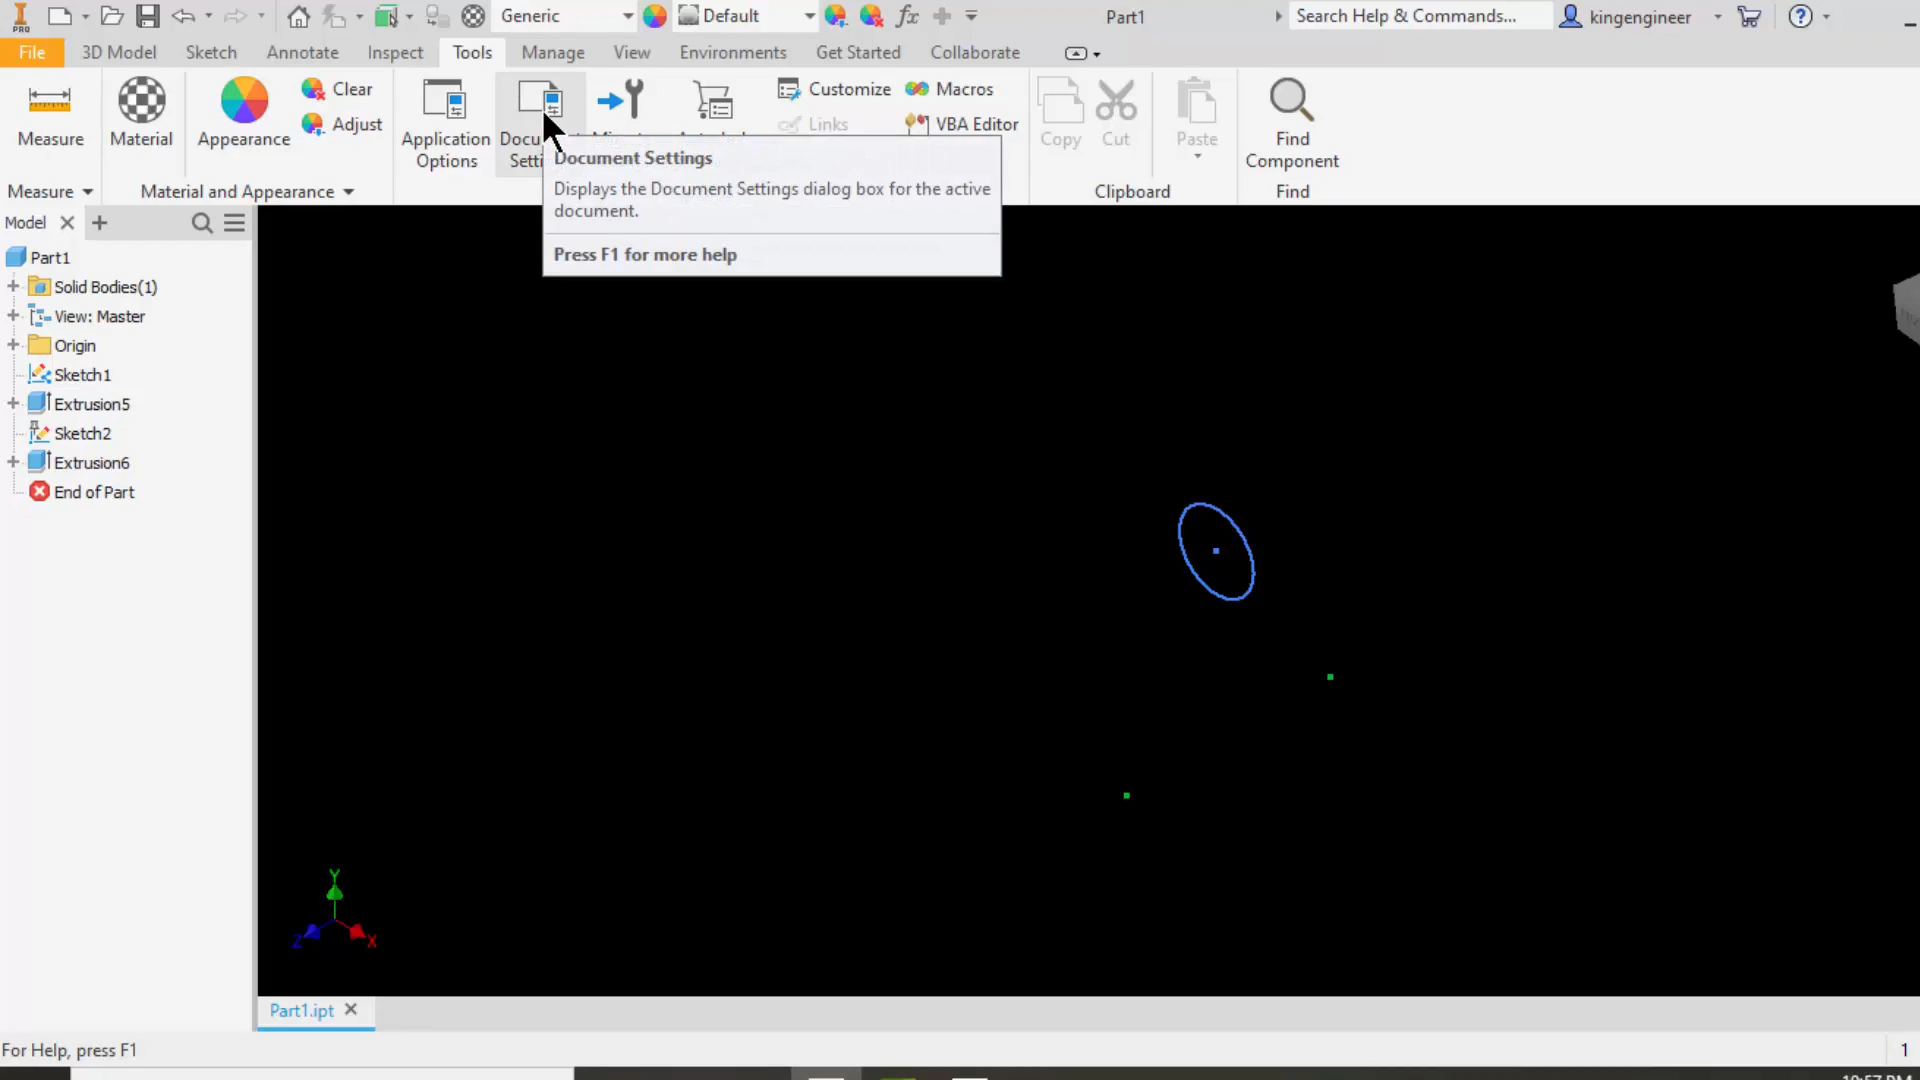 PRO
Generic
Default
Part1
Search Help & Commands...
kingengineer
File
3D Model
Sketch
Annotate
Inspect
Tools
Manage
View
Environments
Get Started
Collaborate
Measure
Material
Appearance
Clear
Adjust
Application
Options
Customize
Links
Macros
VBA Editor
Copy
Cut
Paste
Find
Component
Measure
Material and Appearance
Clipboard
Find
Document Settings
Displays the Document Settings dialog box for the active
document.
Press F1 for more help
Model
Part1
Solid Bodies(1)
View: Master
Origin
Sketch1
Extrusion5
Sketch2
Extrusion6
End of Part
Y
Z
X
Part1.ipt
For Help, press F1
1